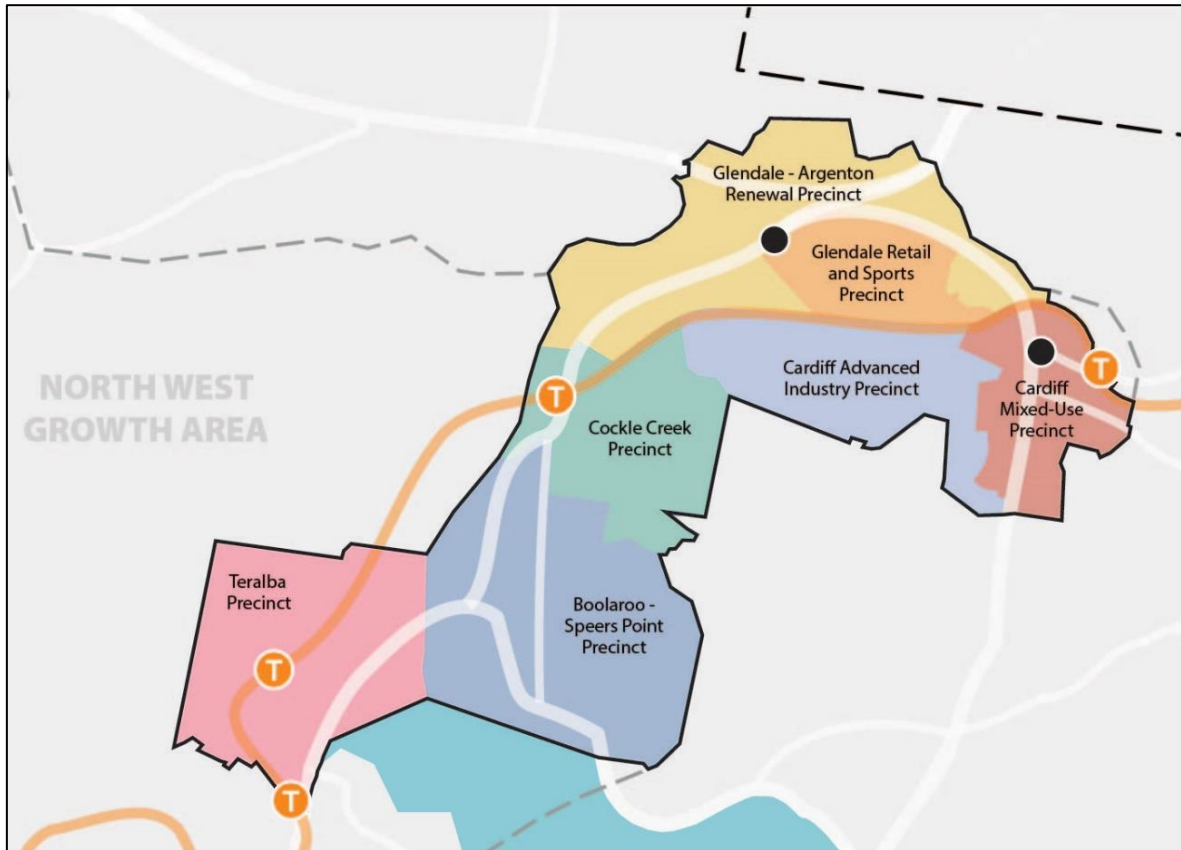 Glendale - Argenton
Renewal Precinct
Glendale Retail
and Sports
Precinct
NORTH WEST
GROWTH AREA
Cardiff Advanced
Industry Precinct
Cardiff
Mixed-Use
Precinct
T
T
Cockle Creek
Precinct
Teralba
Precinct
Boolaroo -
Speers Point
Precinct
T
T